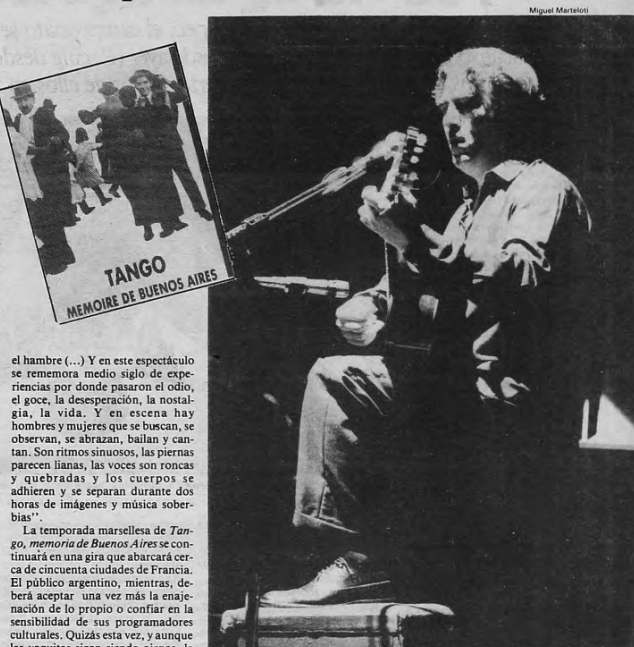 Miguel Marteloti
TANGO
MEMOIRE DE BUENOS AIRES
el hambre (...) Y en este espectáculo
se rememora medio siglo de expe-
riencias por donde pasaron el odio,
el goce, la desesperación, la nostal-
gia, la vida. Y en escena hay
hombres y mujeres que se buscan, se
observan, se abrazan, bailan y can-
tan. Son ritmos sinuosos, las piernas
parecen lianas, las voces son roncas
y quebradas y los cuerpos se
adhieren y se separan durante dos
horas de imágenes y música sober-
bias''.
La temporada marsellesa de Tan-
go, memoria de Buenos Aires se con-
tinuará en una gira que abarcará cer-
ca de cincuenta ciudades de Francia.
El público argentino, mientras, de-
berá aceptar una vez más la enaje-
nación de lo propio o confiar en la
sensibilidad de sus programadores
culturales. Quizás esta vez, y aunque